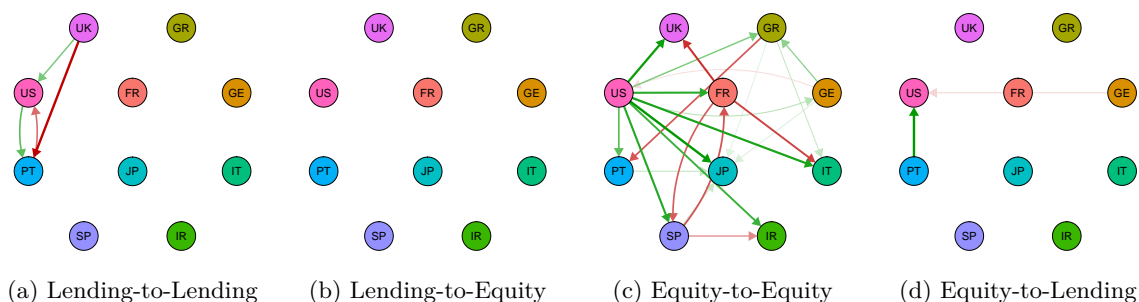 UK GR
US FR GE
PT JP IT
SP IR
(a) Lending-to-Lending
UK GR
US FR GE
PT JP IT
SP IR
(b) Lending-to-Equity
UK GR
US FR GE
PT JP IT
SP IR
(c) Equity-to-Equity
UK GR
US FR GE
PT JP IT
SP IR
(d) Equity-to-Lending